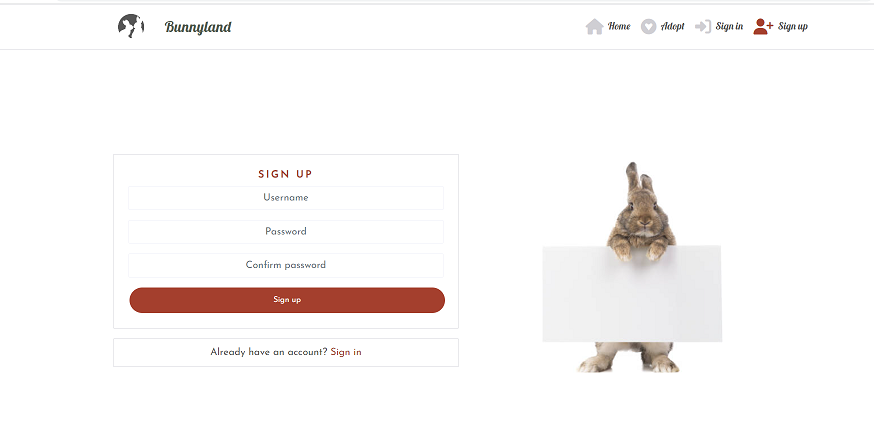 Bunnyland
Home Adopt Sign in Sign up
SIGN UP
Username
Password
Confirm password
Sign up
Already have an account? Sign in